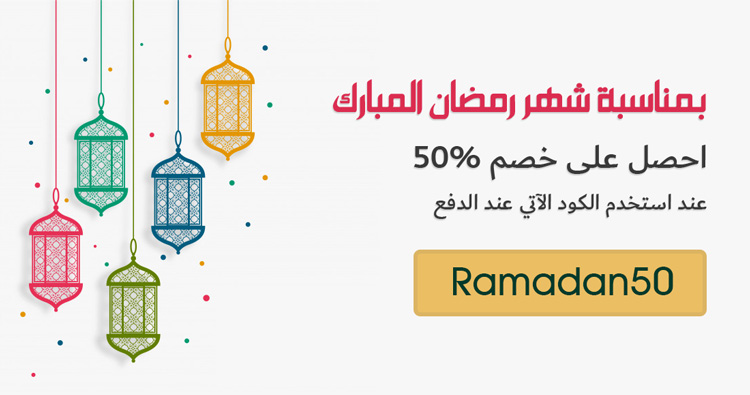 بمناسبة شهر رمضان المبارك
احصل على خصم 50%
عند استخدم الكود الآتي عند الدفع
Ramadan50